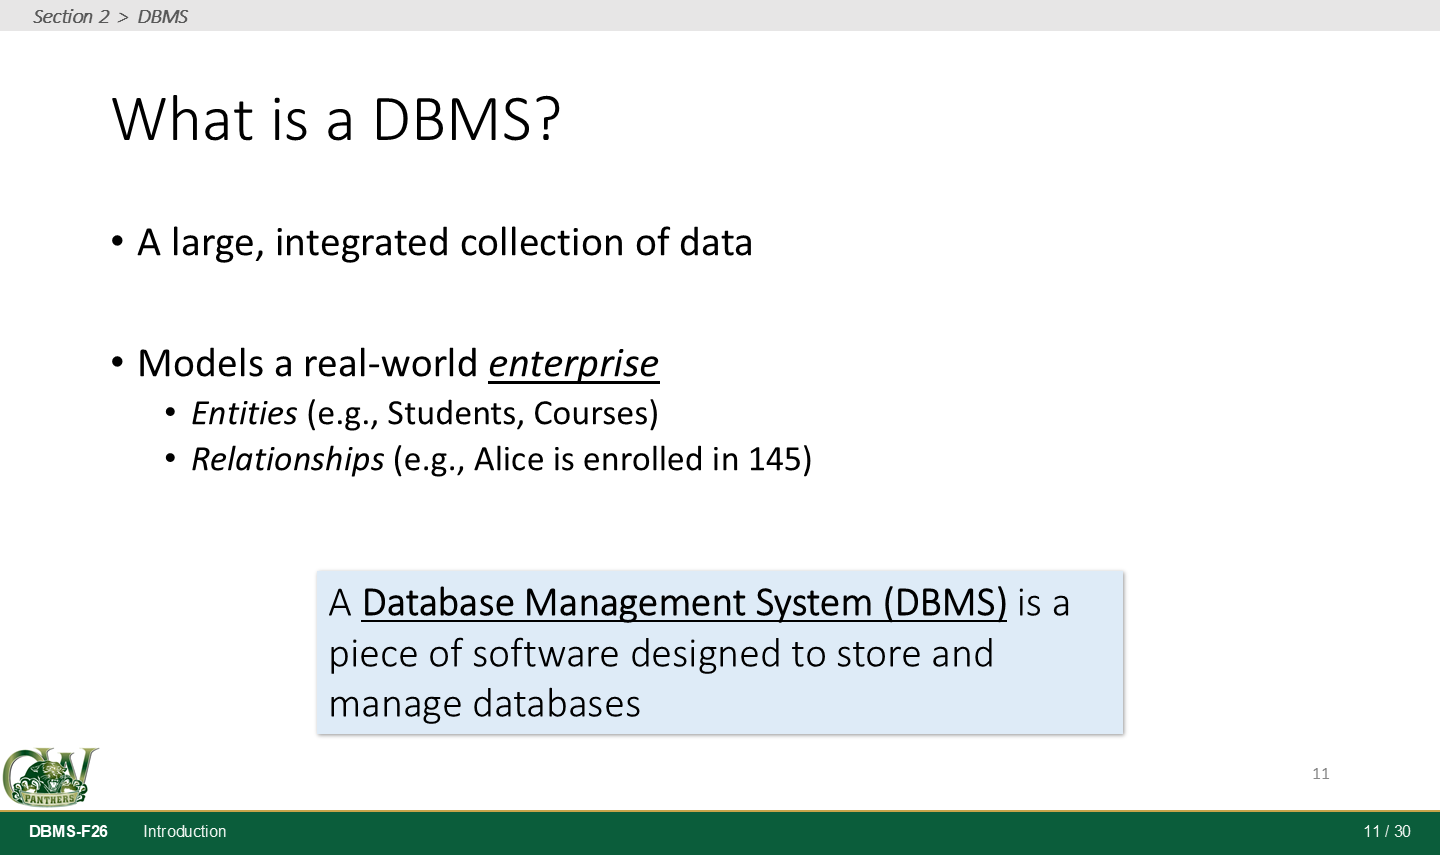 Section 2 > DBMS
What is a DBMS?
• A large, integrated collection of data
• Models a real-world enterprise
• Entities (e.g., Students, Courses)
• Relationships (e.g., Alice is enrolled in 145)
A Database Management System (DBMS) is a
piece of software designed to store and
manage databases
OW
PANTHERS
11
DBMS-F26 Introduction 11 / 30